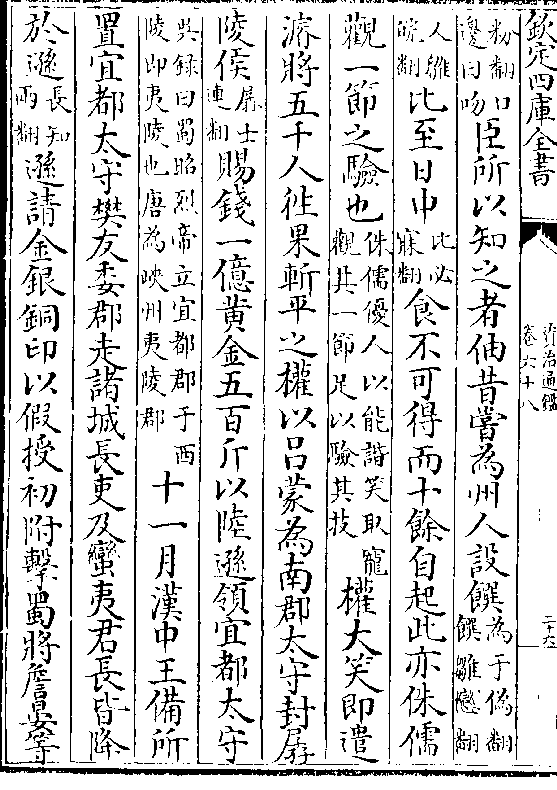 欽定四庫全書
資治通鑑
卷六十八
粉翻口邊曰吻臣所以知之者伷昔嘗為州人設饌為于偽翻饌雛戀翻
人雛皖翻比至日中比必寐翻食不可得而十餘自起此亦侏儒
觀一節之驗也侏儒優人以能諧笑取寵觀其一節足以驗其技權大笑即遣
濬將五千人徃果斬平之權以吕蒙為南郡太守封孱
陵侯孱士連翻賜錢一億黄金五百斤以陸遜領宜都太守
吳録曰蜀昭烈帝立宜都郡于西陵即夷陵也唐為峽州夷陵郡十一月漢中王備所
置宜都太守樊友委郡走諸城長吏及蠻夷君長皆降
於遜長知兩翻遜請金銀銅印以假授初附擊蜀將詹晏等